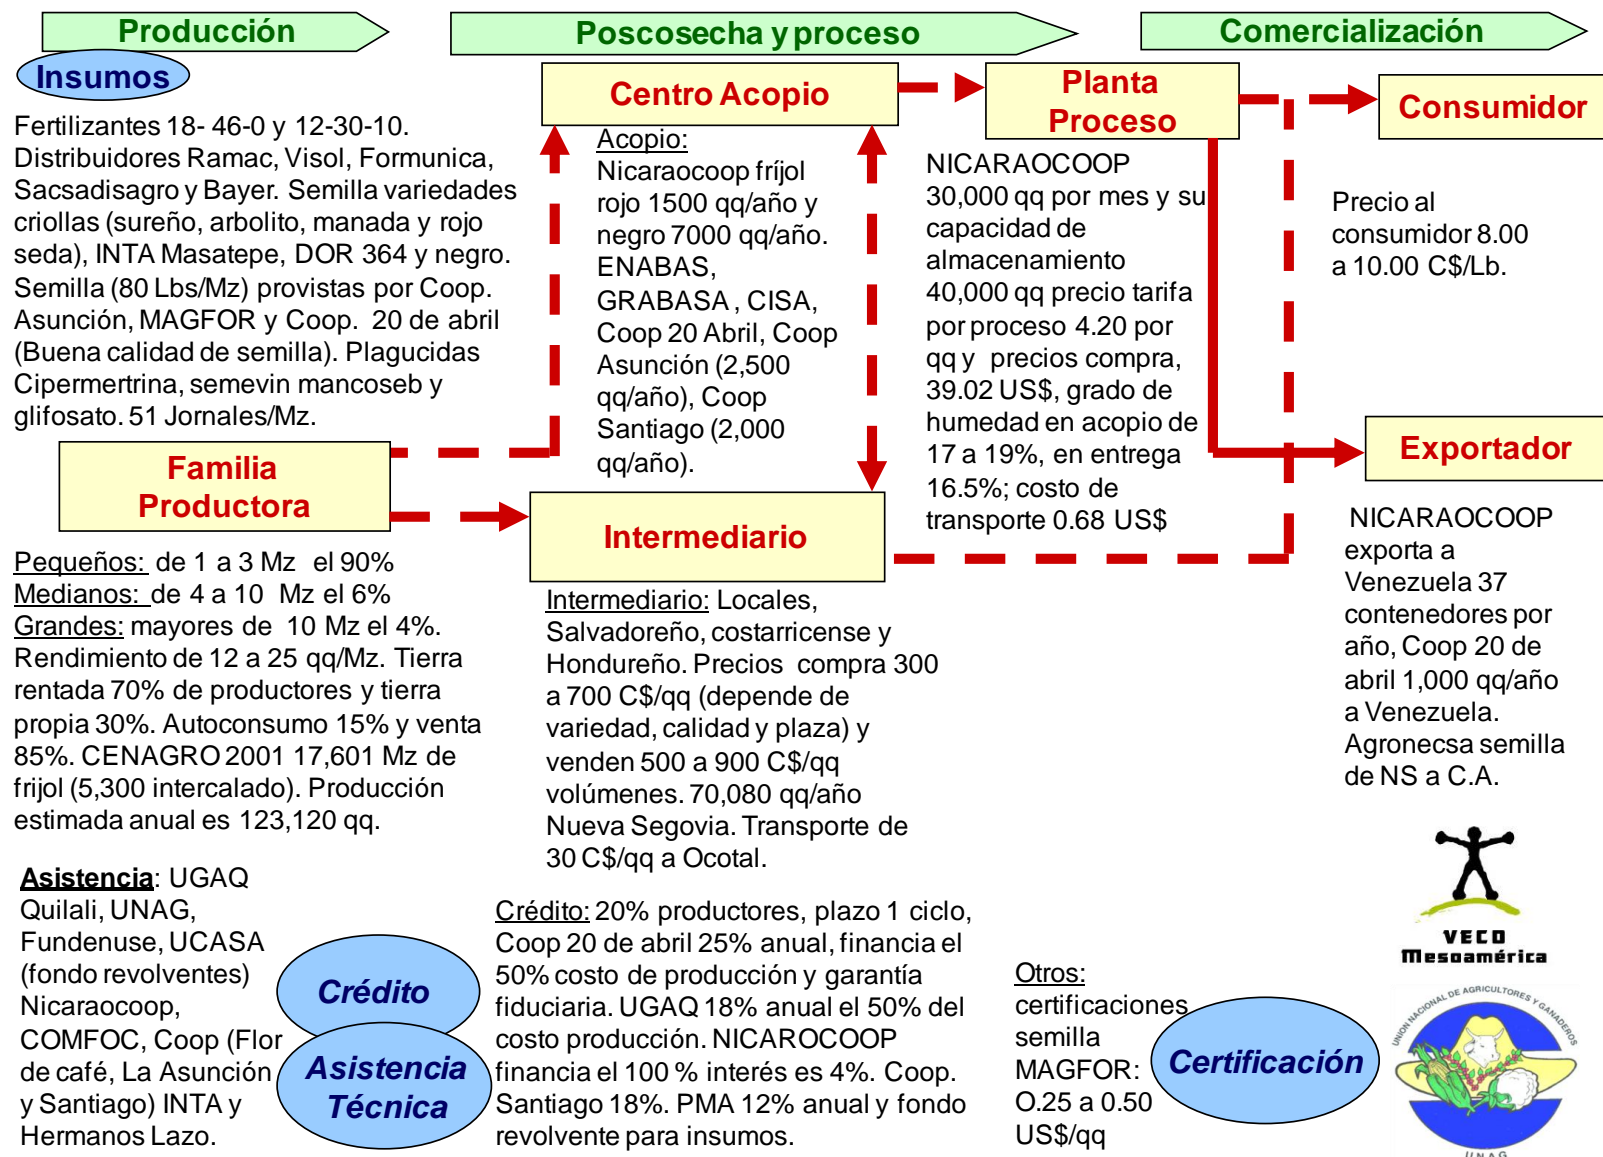 Producción
Poscosecha y proceso
Comercialización
Insumos
Fertilizantes 18- 46-0 y 12-30-10.
Distribuidores Ramac, Visol, Formunica,
Sacsadisagro y Bayer. Semilla variedades
criollas (sureño, arbolito, manada y rojo
seda), INTA Masatepe, DOR 364 y negro.
Semilla (80 Lbs/Mz) provistas por Coop.
Asunción, MAGFOR y Coop. 20 de abril
(Buena calidad de semilla). Plagucidas
Cipermertrina, semevin mancoseb y
glifosato. 51 Jornales/Mz.
Familia
Productora
Pequeños: de 1 a 3 Mz el 90%
Medianos: de 4 a 10 Mz el 6%
Grandes: mayores de 10 Mz el 4%.
Rendimiento de 12 a 25 qq/Mz. Tierra
rentada 70% de productores y tierra
propia 30%. Autoconsumo 15% y venta
85%. CENAGRO 2001 17,601 Mz de
frijol (5,300 intercalado). Producción
estimada anual es 123,120 qq.
Centro Acopio
Acopio:
Nicaraocoop fríjol
rojo 1500 qq/año y
negro 7000 qq/año.
ENABAS,
GRABASA , CISA,
Coop 20 Abril, Coop
Asunción (2,500
qq/año), Coop
Santiago (2,000
qq/año).
Intermediario
Intermediario: Locales,
Salvadoreño, costarricense y
Hondureño. Precios compra 300
a 700 C$/qq (depende de
variedad, calidad y plaza) y
venden 500 a 900 C$/qq
volúmenes. 70,080 qq/año
Nueva Segovia. Transporte de
30 C$/qq a Ocotal.
Planta
Proceso
NICARAOCOOP
30,000 qq por mes y su
capacidad de
almacenamiento
40,000 qq precio tarifa
por proceso 4.20 por
qq y precios compra,
39.02 US$, grado de
humedad en acopio de
17 a 19%, en entrega
16.5%; costo de
transporte 0.68 US$
Consumidor
Precio al
consumidor 8.00
a 10.00 C$/Lb.
Exportador
NICARAOCOOP
exporta a
Venezuela 37
contenedores por
año, Coop 20 de
abril 1,000 qq/año
a Venezuela.
Agronecsa semilla
de NS a C.A.
Asistencia: UGAQ
Quilali, UNAG,
Fundenuse, UCASA
(fondo revolventes)
Nicaraocoop,
COMFOC, Coop (Flor
de café, La Asunción
y Santiago) INTA y
Hermanos Lazo.
Crédito
Asistencia
Técnica
Crédito: 20% productores, plazo 1 ciclo,
Coop 20 de abril 25% anual, financia el
50% costo de producción y garantía
fiduciaria. UGAQ 18% anual el 50% del
costo producción. NICAROCOOP
financia el 100 % interés es 4%. Coop.
Santiago 18%. PMA 12% anual y fondo
revolvente para insumos.
Otros:
certificaciones
semilla
MAGFOR:
O.25 a 0.50
US$/qq
Certificación
VECO
Mesoamérica
UNION NACIONAL DE AGRICULTORES Y GANADEROS
U N A G